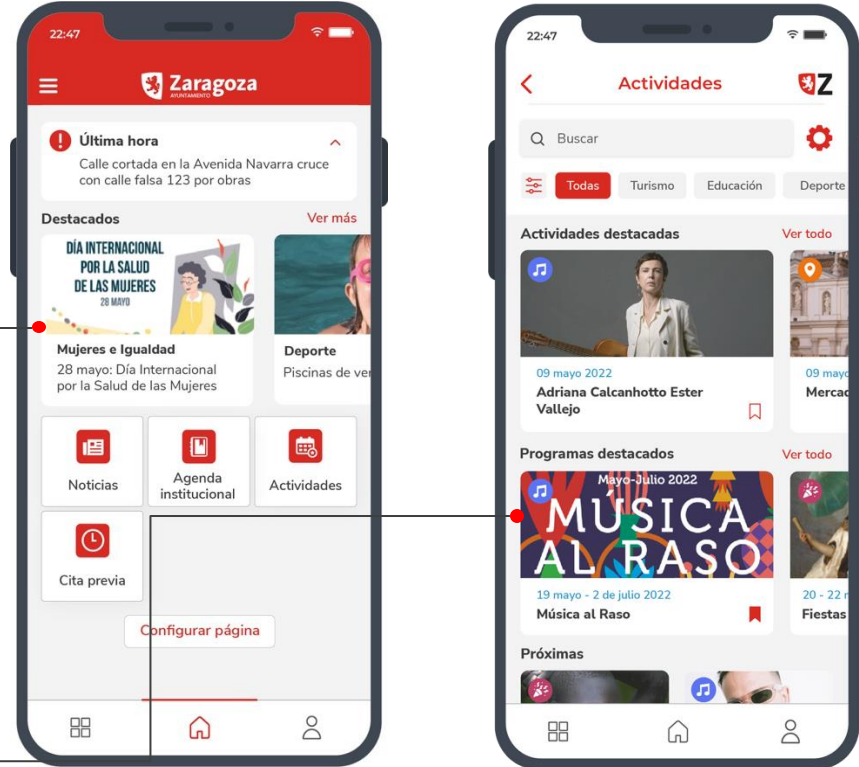 22:47
Zaragoza
AYUNTAMIENTO
Última hora
Calle cortada en la Avenida Navarra cruce
con calle falsa 123 por obras
Destacados
Ver más
DÍA INTERNACIONAL
POR LA SALUD
DE LAS MUJERES
28 MAYO
Mujeres e Igualdad
28 mayo: Día Internacional
por la Salud de las Mujeres
Deporte
Piscinas de ver
Noticias
Agenda
institucional
Actividades
Cita previa
Configurar página
22:47
Actividades
Z
Buscar
Todas
Turismo
Educación
Deporte
Actividades destacadas
Ver todo
09 mayo 2022
Adriana Calcanhotto Ester
Vallejo
09 mayo
Mercad
Programas destacados
Ver todo
Mayo-Julio 2022
MÚSICA
AL RASO
19 mayo - 2 de julio 2022
Música al Raso
20 - 22
Fiestas
Próximas